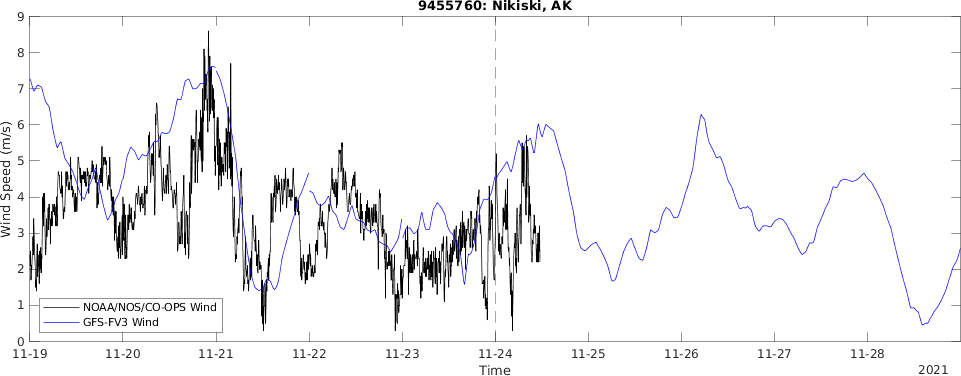 9455760: Nikiski, AK
Wind Speed (m/s)
9
8
7
6
5
4
3
2
1
0
NOAA/NOS/CO-OPS Wind
GFS-FV3 Wind
11-19 11-20 11-21 11-22 11-23 11-24 11-25 11-26 11-27 11-28
Time
2021